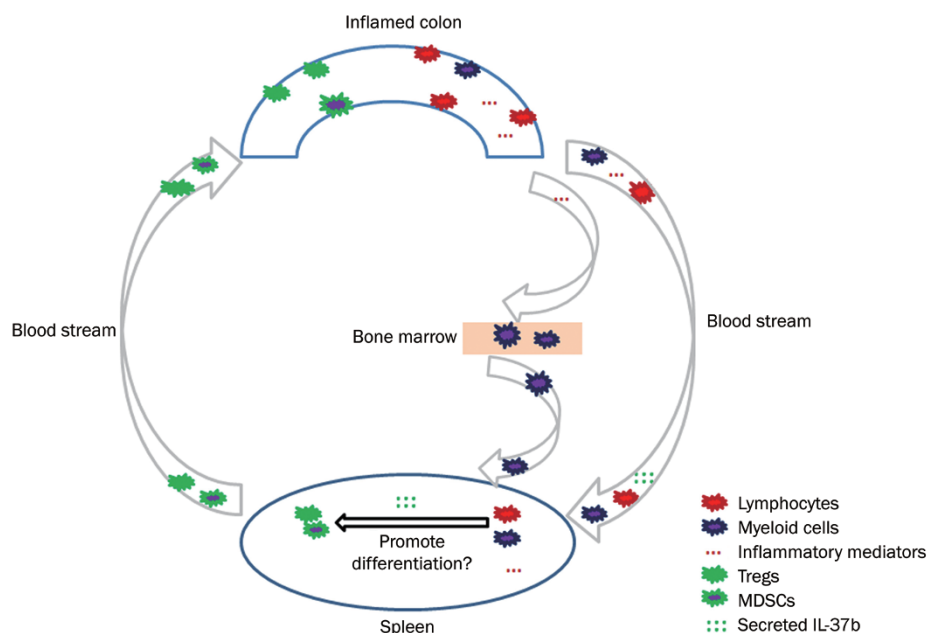 Inflamed colon
Blood stream
Bone marrow
Blood stream
Promote
differentiation?
Spleen
Lymphocytes
Myeloid cells
Inflammatory mediators
Tregs
MDSCs
Secreted IL-37b